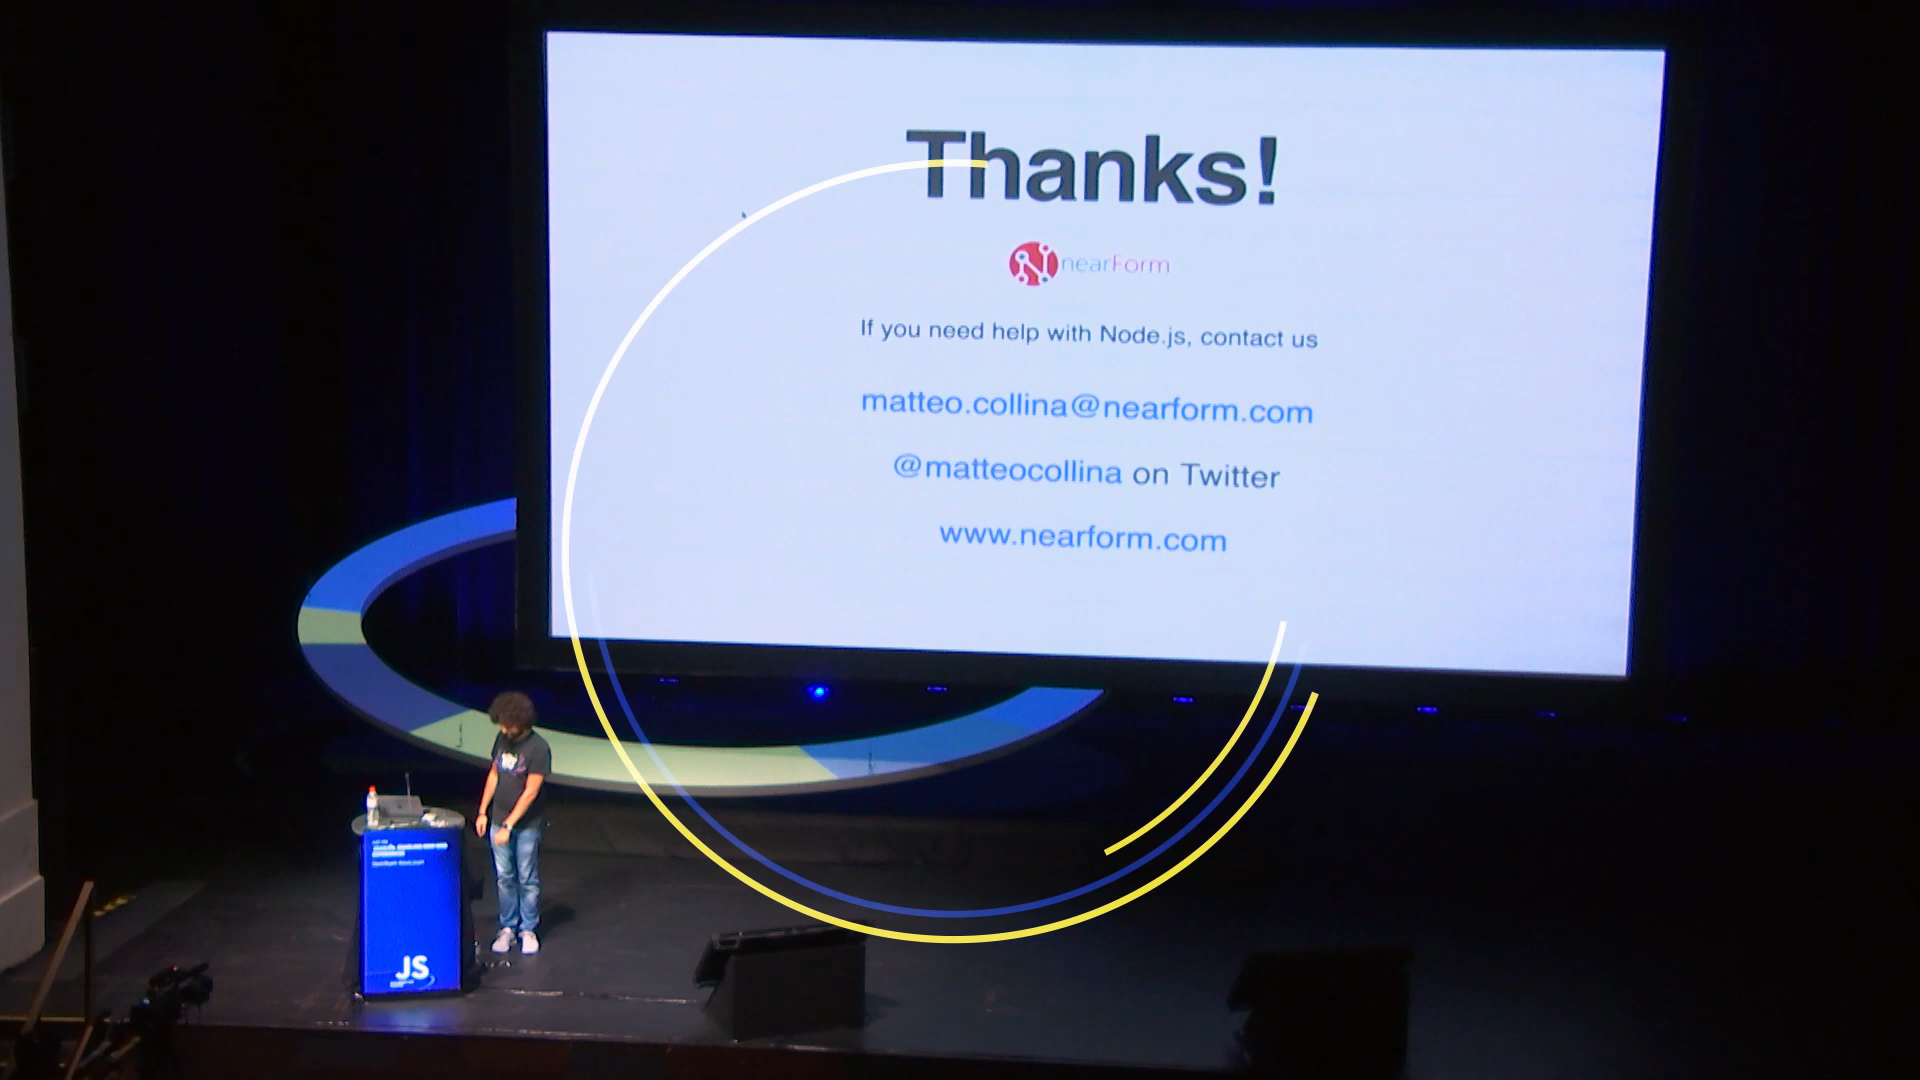 Thanks!
nearForm
If you need help with Node.js, contact us
matteo.collina@nearform.com
@matteocollina on Twitter
www.nearform.com
JS